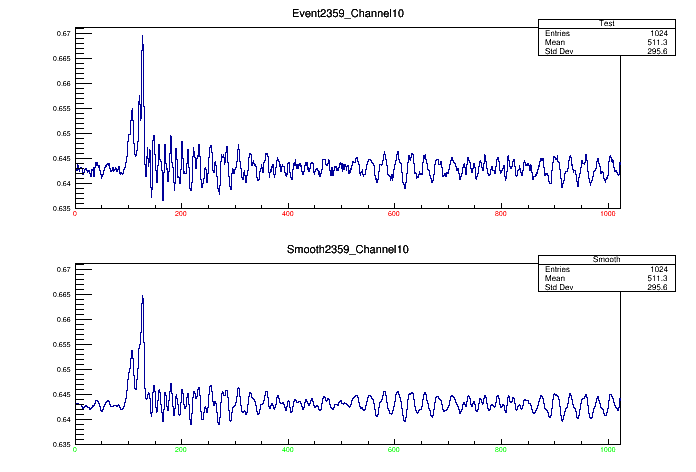 Event2359_Channel10
Test
Entries 1024
Mean 511.3
Std Dev 295.6
0.67
0.665
0.66
0.655
0.65
0.645
0.64
0.635
0 200 400 600 800 1000
Smooth2359_Channel10
Smooth
Entries 1024
Mean 511.3
Std Dev 295.6
0.67
0.665
0.66
0.655
0.65
0.645
0.64
0.635
0 200 400 600 800 1000